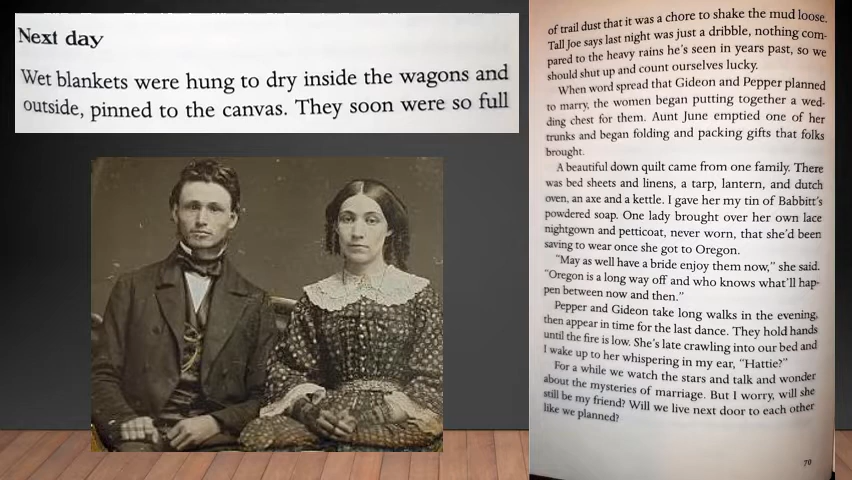 Next day
Wet blankets were hung to dry inside the wagons and
outside, pinned to the canvas. They soon were so full
of trail dust that it was a chore to shake the mud loose.
Tall Joe says last night was just a dribble, nothing com-
pared to the heavy rains he's seen in years past, so we
should shut up and count ourselves lucky.
When word spread that Gideon and Pepper planned
to marry, the women began putting together a wed-
ding chest for them. Aunt June emptied one of her
trunks and began folding and packing gifts that folks
brought.
A beautiful down quilt came from one family. There
was bed sheets and linens, a tarp, lantern, and dutch
oven, an axe and a kettle. I gave her my tin of Babbitt's
powdered soap. One lady brought over her own lace
nightgown and petticoat, never worn, that she'd been
saving to wear once she got to Oregon.
"May as well have a bride enjoy them now," she said.
"Oregon is a long way off and who knows what'll hap-
pen between now and then."
Pepper and Gideon take long walks in the evening,
then appear in time for the last dance. They hold hands
until the fire is low. She's late crawling into our bed and
I wake up to her whispering in my ear, "Hattie?"
For a while we watch the stars and talk and wonder
about the mysteries of marriage. But I worry, will she
still be my friend? Will we live next door to each other
like we planned?
70